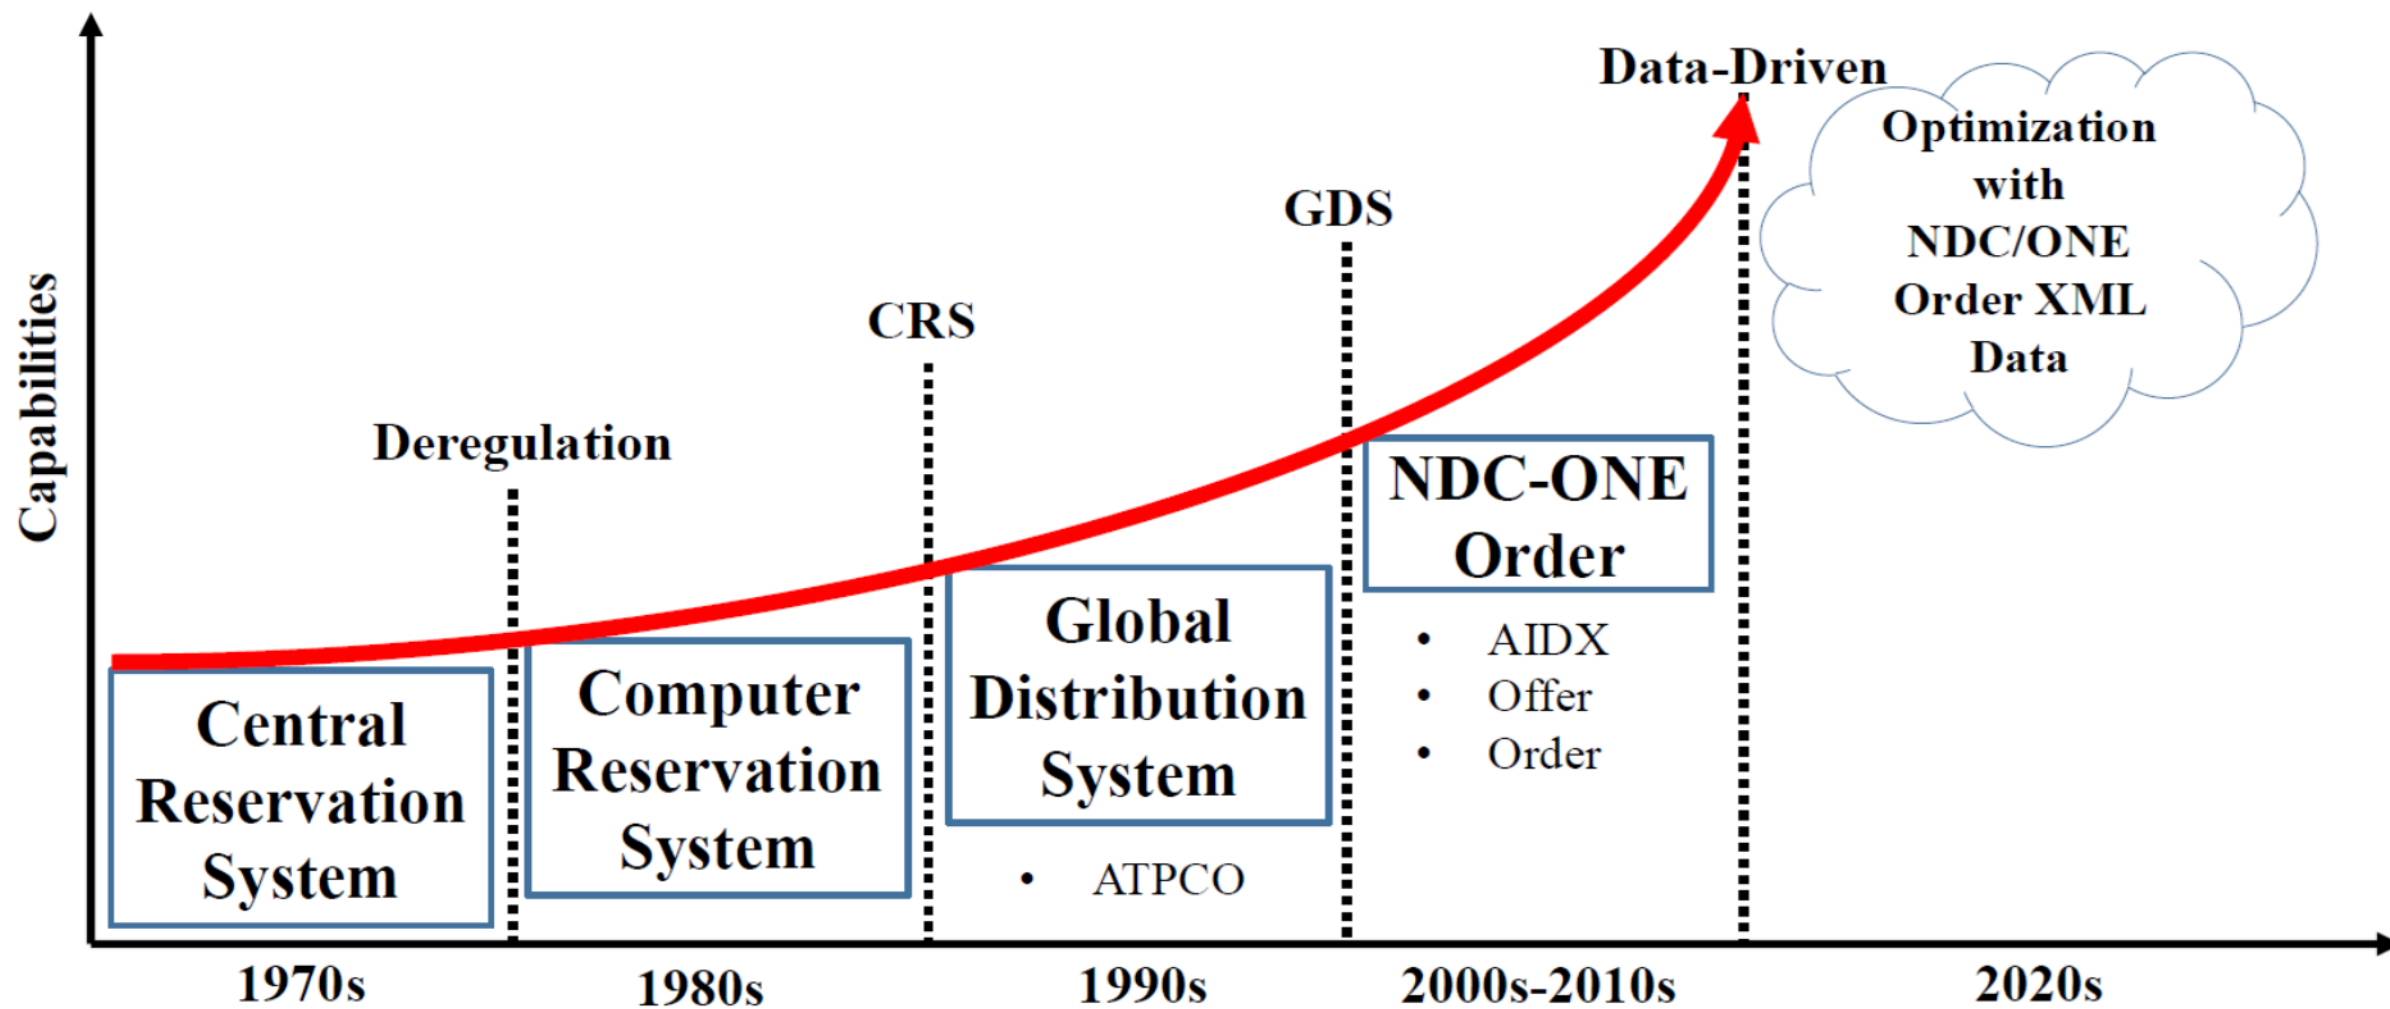 Capabilities
Data-Driven
Optimization
with
NDC/ONE
Order XML
Data
GDS
CRS
Deregulation
Central
Reservation
System
Computer
Reservation
System
Global
Distribution
System
• ATPCO
NDC-ONE
Order
• AIDX
• Offer
• Order
1970s
1980s
1990s
2000s-2010s
2020s